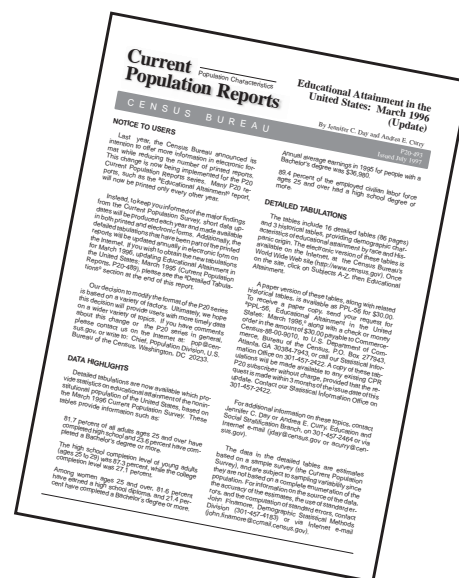 Current
Population Reports
Population Characteristics
Educational Attainment in the
United States: March 1996
(Update)
By Jennifer C. Day and Andrea E. Curry
CENSUS BUREAU
P20-493
Issued July 1997
NOTICE TO USERS
Last year, the Census Bureau announced its
intention to offer more information in electronic for-
mat while reducing the number of printed reports.
This change is now being implemented for the P20
Current Population Reports series. Many P20 re-
ports, such as the "Educational Attainment" report,
will now be printed only every other year.
Instead, to keep you informed of the major findings
from the Current Population Survey, short data up-
dates will be produced each year and made available
in both printed and electronic forms. Additionally, the
detailed tabulations that have been part of the printed
reports will be updated annually in electronic form on
the Internet. If you wish to obtain the new tabulations
for March 1996, updating Educational Attainment in
the United States: March 1995 (Current Population
Reports, P20-489), please see the "Detailed Tabula-
tions" section at the end of this report.
Our decision to modify the format of the P20 series
is based on a variety of factors. Ultimately, we hope
this decision will provide users with more timely data
on a wider variety of topics. If you have comments
about this change or the P20 series in general,
please contact us on the Internet at: pop@cen-
sus.gov, or write to: Chief, Population Division, U.S.
Bureau of the Census, Washington, DC 20233.
DATA HIGHLIGHTS
Detailed tabulations are now available which pro-
vide statistics on educational attainment of the nonin-
stitutional population of the United States, based on
the March 1996 Current Population Survey. These
tables provide information such as:
81.7 percent of all adults ages 25 and over have
completed high school and 23.6 percent have com-
pleted a Bachelor's degree or more.
The high school completion level of young adults
(ages 25 to 29) was 87.3 percent, while the college
completion level was 27.1 percent.
Among women ages 25 and over, 81.6 percent
have earned a high school diploma, and 21.4 per-
cent have completed a Bachelor's degree or more.
Annual average earnings in 1995 for people with a
Bachelor's degree was $36,980.
89.4 percent of the employed civilian labor force
ages 25 and over had a high school degree or
more.
DETAILED TABULATIONS
The tables include 16 detailed tables (86 pages)
and 3 historical tables, providing demographic char-
acteristics of educational attainment by race and His-
panic origin. The electronic version of these tables is
available on the Internet, at the Census Bureau's
World Wide Web site (http://www.census.gov). Once
on the site, click on Subjects A-Z, then Educational
Attainment.
A paper version of these tables, along with related
historical tables, is available as PPL-56 for $30.00.
To receive a paper copy, send your request for
"PPL-56, Educational Attainment in the United
States: March 1996," along with a check or money
order in the amount of $30.00 payable to Commerce-
Census-88-00-9010, to U.S. Department of Com-
merce, Bureau of the Census, P.O. Box 277943,
Atlanta, GA 30384-7943, or call our Statistical Infor-
mation Office on 301-457-2422. A copy of these tab-
ulations will be made available to any existing CPR
P20 subscriber without charge, provided that the re-
quest is made within 3 months of the issue date of this
update. Contact our Statistical Information Office on
301-457-2422.
For additional information on these topics, contact
Jennifer C. Day or Andrea E. Curry, Education and
Social Stratification Branch, on 301-457-2464 or via
Internet e-mail (jday@census.gov or acurry@cen-
sus.gov).
The data in the detailed tables are estimates
based on a sample survey (the Current Population
Survey), and are subject to sampling variability since
they are not based on a complete enumeration of the
population. For information on the source of the data,
the accuracy of the estimates, the use of standard er-
rors, and the computation of standard errors, contact
John Finamore, Demographic Statistical Methods
Division (301-457-4183) or via Internet e-mail
(john.finamore@ccmail.census.gov).